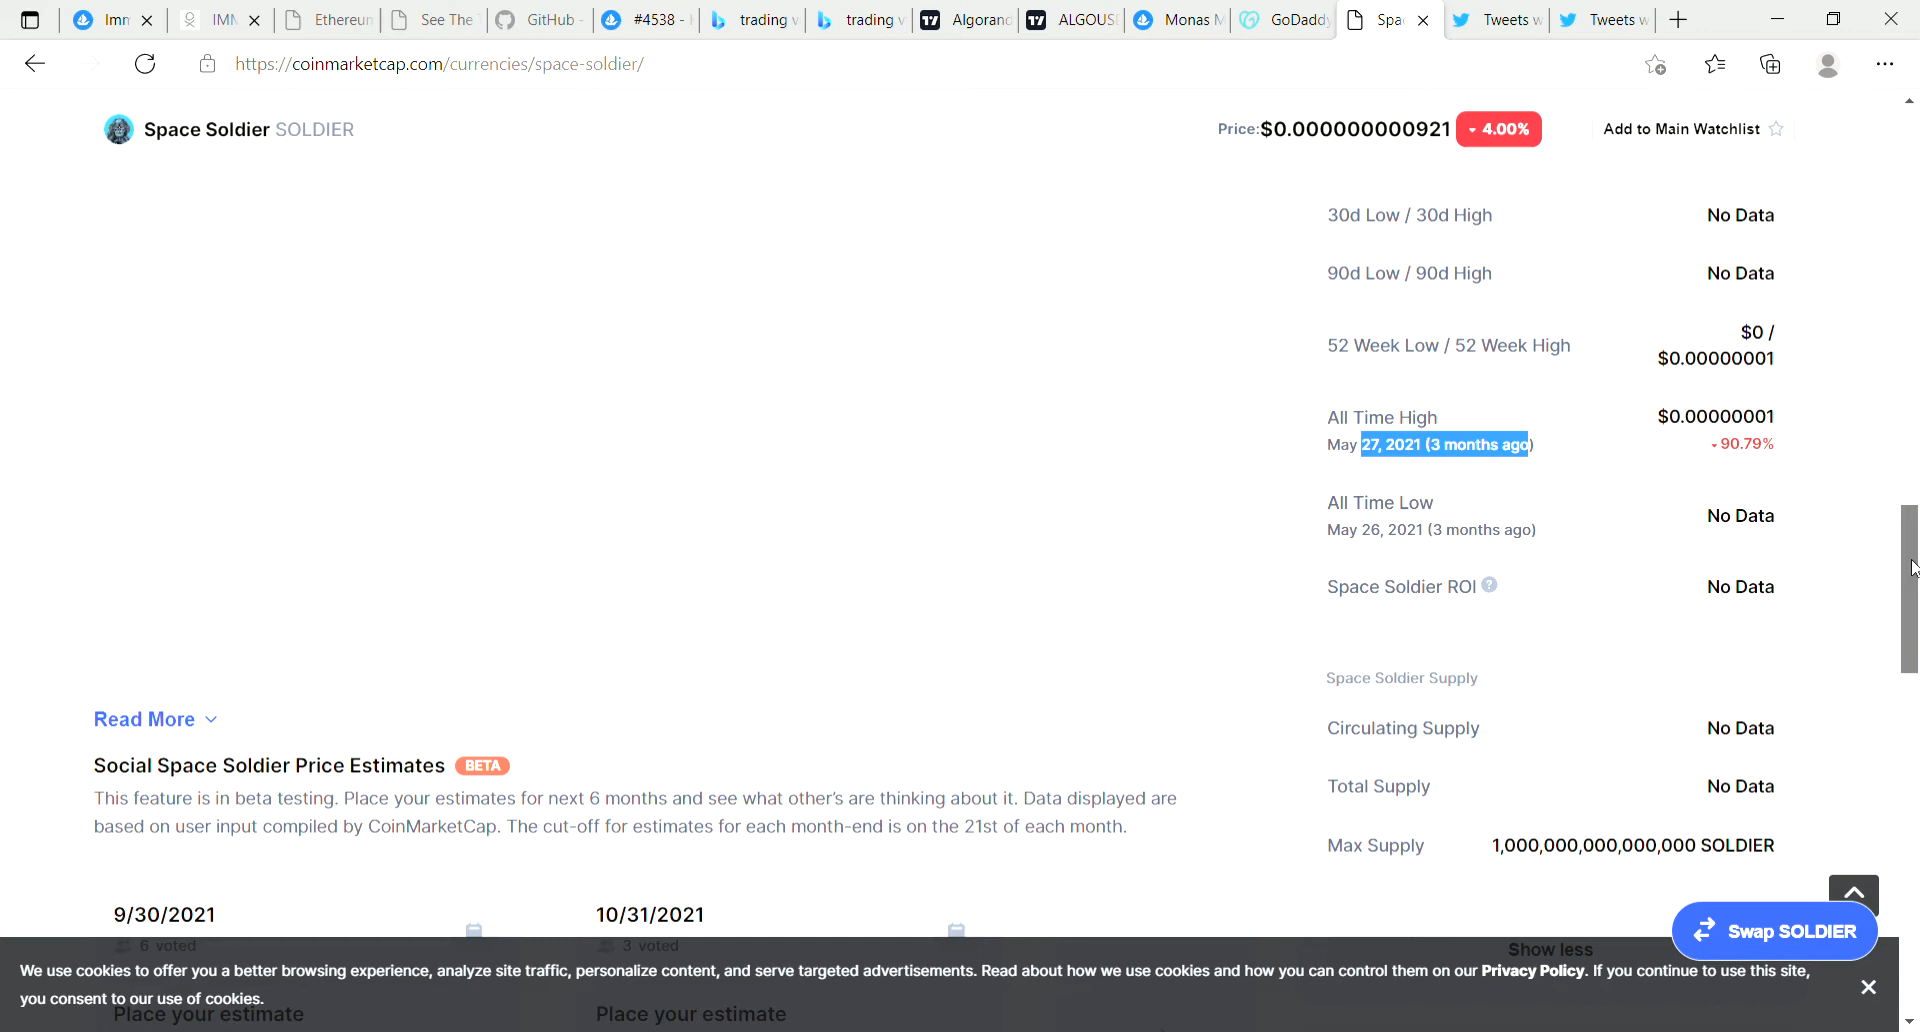 Imm
IMM
Ethereum
See The
GitHub -
#4538 -
trading v
trading v
Algorand
ALGOUSD
Monas M
GoDaddy
Spa
Tweets w
Tweets w
https://coinmarketcap.com/currencies/space-soldier/
Space Soldier SOLDIER
Price:$0.000000000921
4.00%
Add to Main Watchlist
30d Low / 30d High
No Data
90d Low / 90d High
No Data
52 Week Low / 52 Week High
$0 /
$0.00000001
All Time High
$0.00000001
May 27, 2021 (3 months ago)
90.79%
All Time Low
No Data
May 26, 2021 (3 months ago)
Space Soldier ROI ?
No Data
Space Soldier Supply
Circulating Supply
No Data
Total Supply
No Data
Max Supply
1,000,000,000,000,000 SOLDIER
Show less
Read More
Social Space Soldier Price Estimates BETA
This feature is in beta testing. Place your estimates for next 6 months and see what other's are thinking about it. Data displayed are
based on user input compiled by CoinMarketCap. The cut-off for estimates for each month-end is on the 21st of each month.
9/30/2021
6 voted
Place your estimate
10/31/2021
3 voted
Place your estimate
Swap SOLDIER
We use cookies to offer you a better browsing experience, analyze site traffic, personalize content, and serve targeted advertisements. Read about how we use cookies and how you can control them on our Privacy Policy. If you continue to use this site,
you consent to our use of cookies.